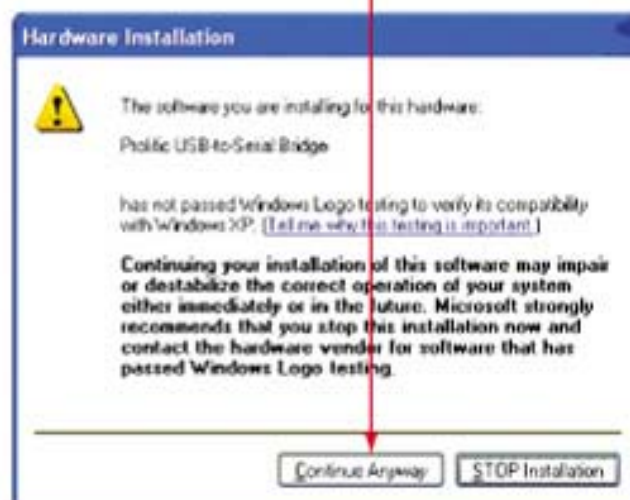 Hardware Installation
The software you are installing for this hardware:
Prolific USB-to-Serial Bridge
has not passed Windows Logo testing to verify its compatibility
with Windows XP. (Tell me why this testing is important.)
Continuing your installation of this software may impair
or destabilize the correct operation of your system
either immediately or in the future. Microsoft strongly
recommends that you stop this installation now and
contact the hardware vendor for software that has
passed Windows Logo testing.
Continue Anyway STOP Installation